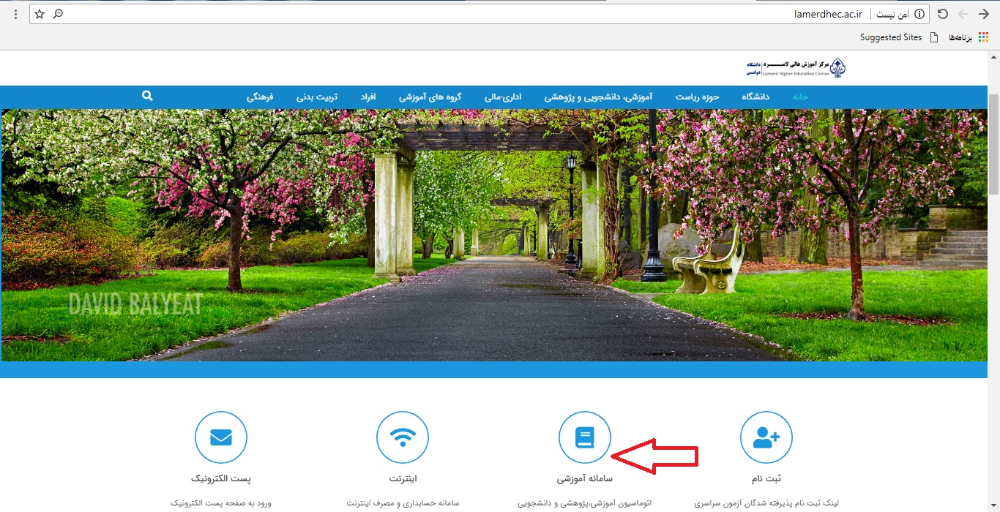 lamerdhec.ac.ir
امن نیست
برنامه‌ها
Suggested Sites
مرکز آموزش عالی لامرد
دانشگاه
دولتی
Lamerd Higher Education Center
خانه
دانشگاه
حوزه ریاست
آموزشی، دانشجویی و پژوهشی
اداری-مالی
گروه های آموزشی
افراد
تربیت بدنی
فرهنگی
DAVID BALYEAT
ثبت نام
لینک ثبت نام پذیرفته شدگان آزمون سراسری
سامانه آموزشی
اتوماسیون آموزشی،پژوهشی و دانشجویی
اینترنت
سامانه حسابداری و مصرف اینترنت
پست الکترونیک
ورود به صفحه پست الکترونیک